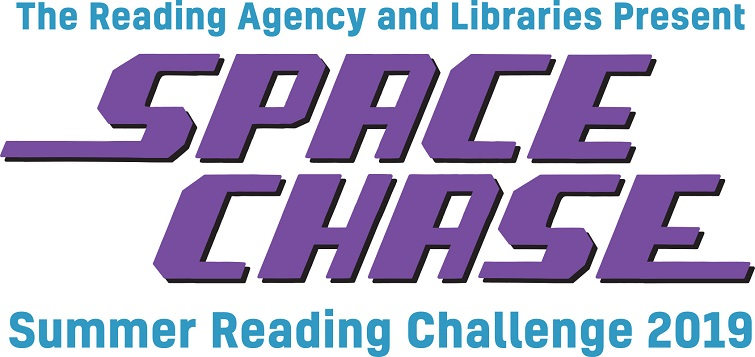 The Reading Agency and Libraries Present
SPACE
CHASE
Summer Reading Challenge 2019